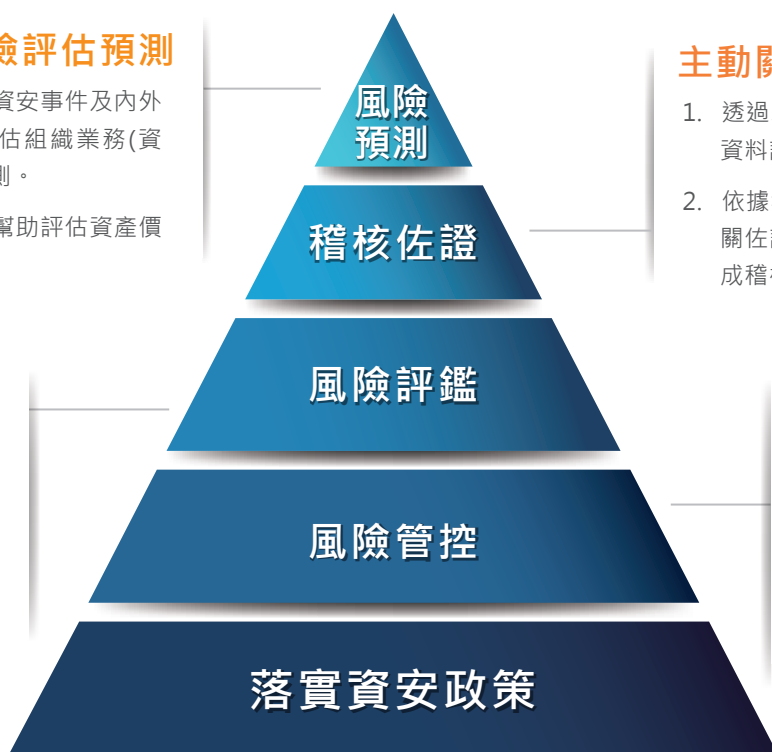 險評估預測
資安事件及內外
估組織業務(資
測。
幫助評估資產價
風險
預測
稽核佐證
風險評鑑
風險管控
落實資安政策
主動關
1. 透過
資料
2. 依據
關佐
成稽